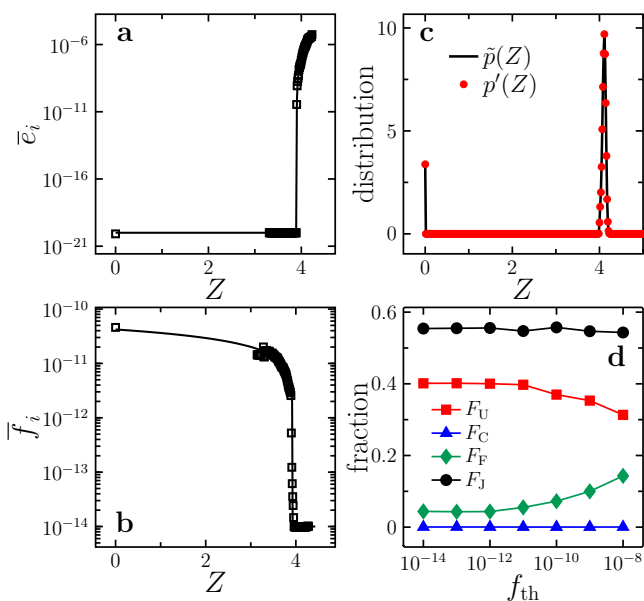 a
10⁻⁶
10⁻¹¹
10⁻¹⁶
10⁻²¹
e̅ᵢ
0 2 4
Z
c
p̃(Z)
p′(Z)
10
5
0
distribution
0 2 4
Z
b
10⁻¹⁰
10⁻¹¹
10⁻¹²
10⁻¹³
10⁻¹⁴
f̅ᵢ
0 2 4
Z
d
0.6
0.4
0.2
0
fraction
F_U
F_C
F_F
F_J
10⁻¹⁴ 10⁻¹² 10⁻¹⁰ 10⁻⁸
f_th